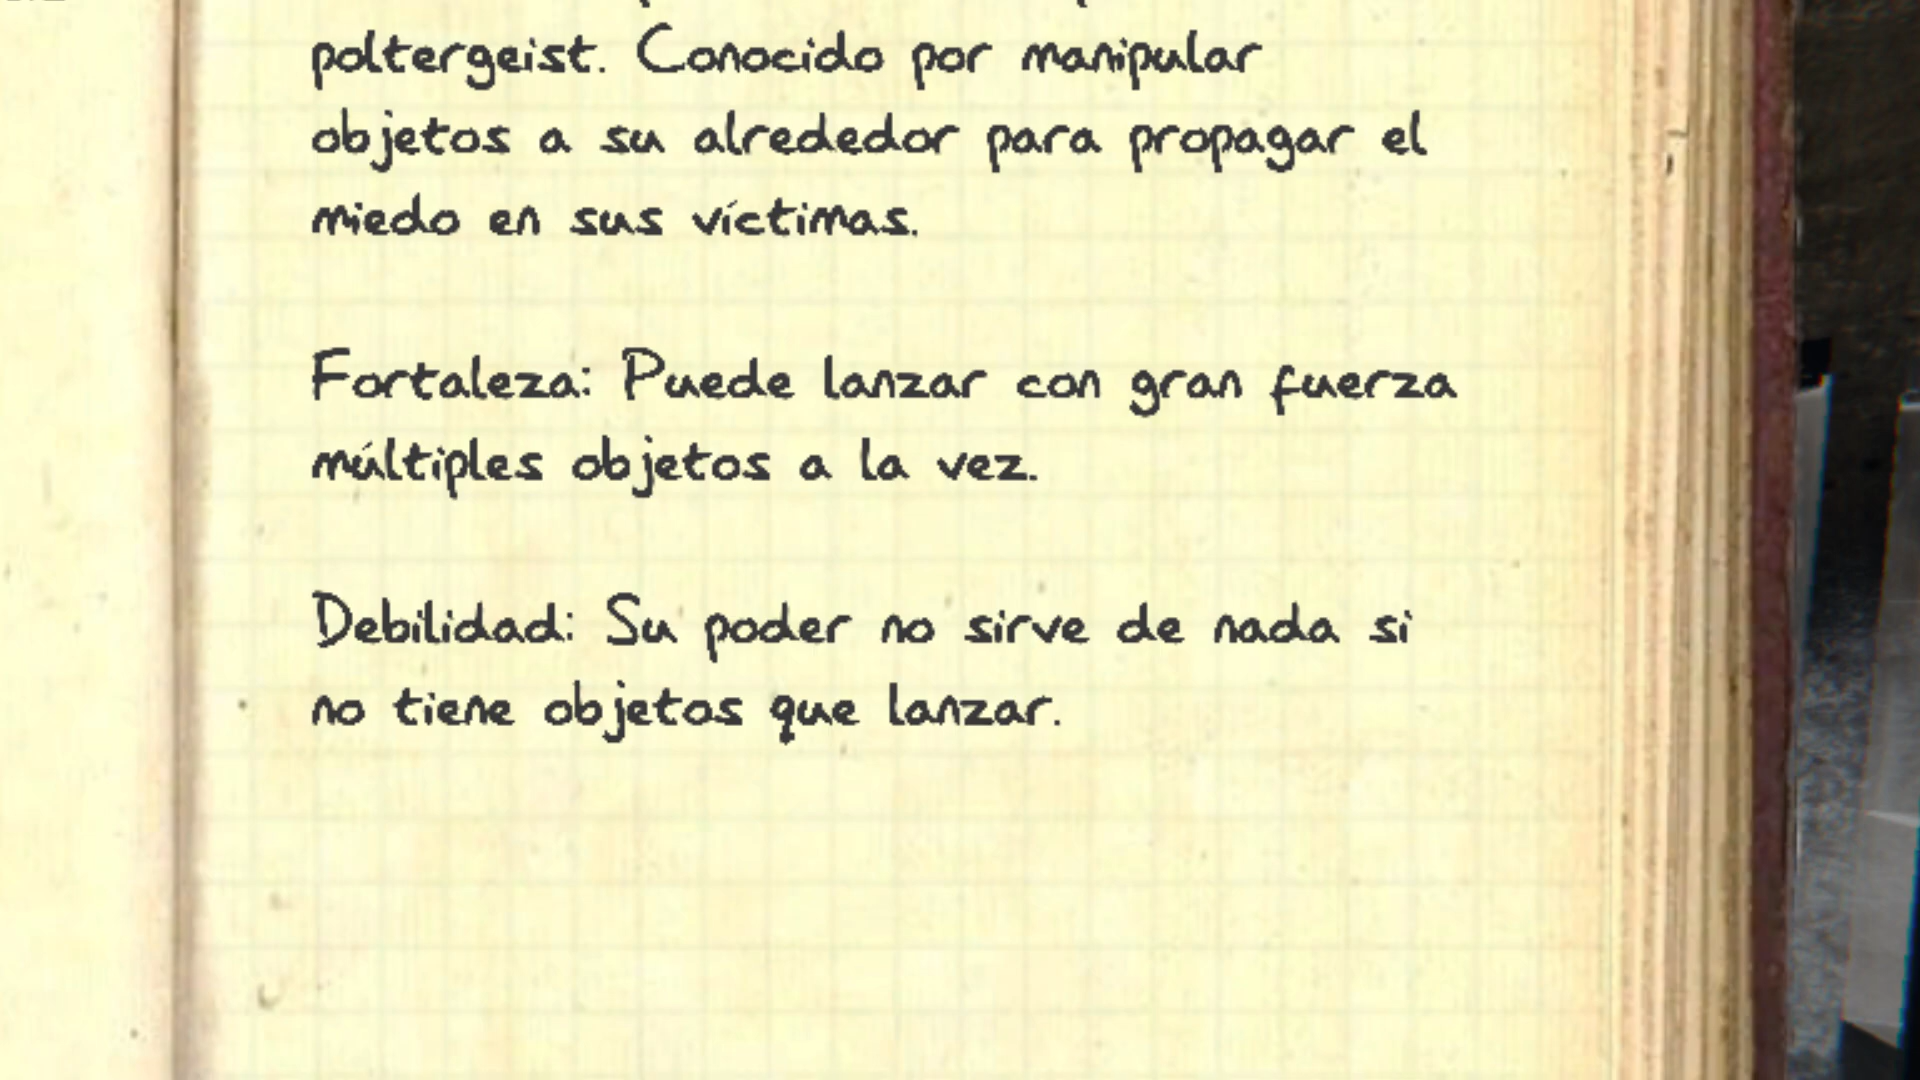 poltergeist. Conocido por manipular
objetos a su alrededor para propagar el
miedo en sus víctimas.
Fortaleza: Puede lanzar con gran fuerza
múltiples objetos a la vez.
Debilidad: Su poder no sirve de nada si
no tiene objetos que lanzar.